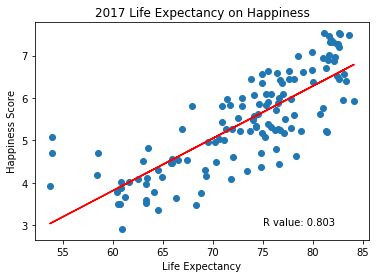 2017 Life Expectancy on Happiness
7
6
5
4
3
Happiness Score
R value: 0.803
55 60 65 70 75 80 85
Life Expectancy